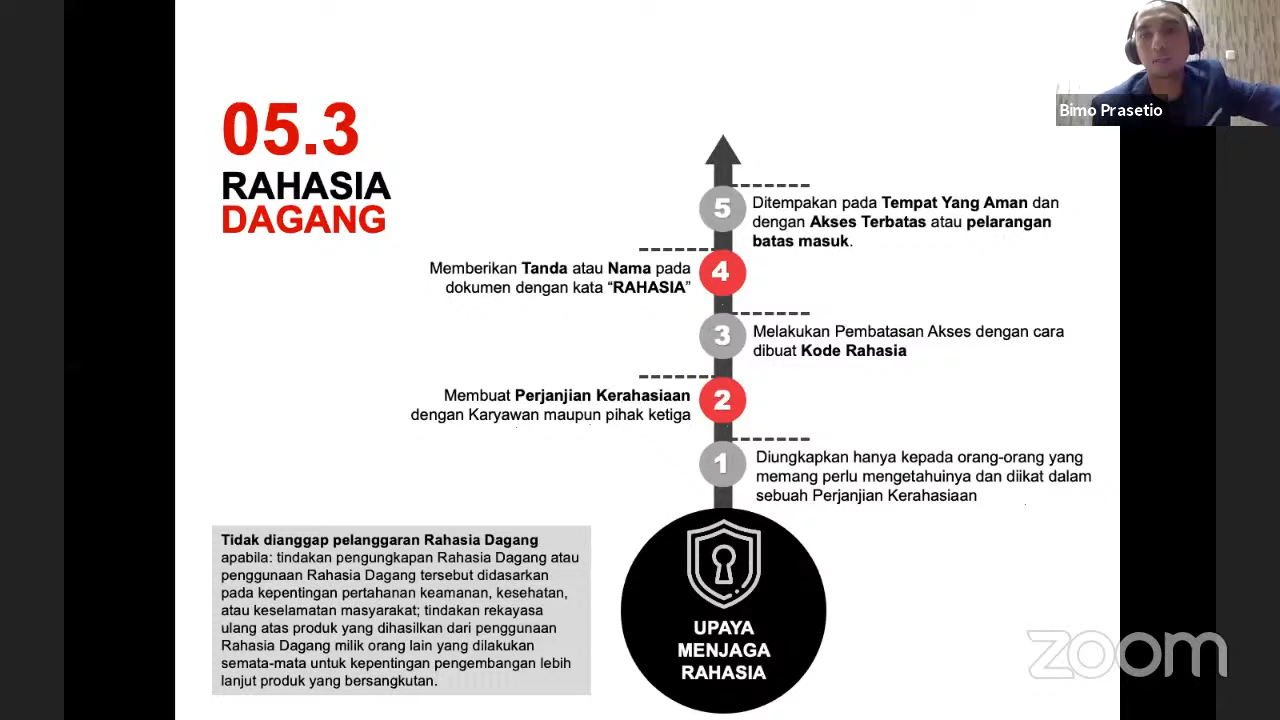 05.3
RAHASIA
DAGANG
Bimo Prasetio
5
Ditempakan pada Tempat Yang Aman dan
dengan Akses Terbatas atau pelarangan
batas masuk.
4
Memberikan Tanda atau Nama pada
dokumen dengan kata “RAHASIA”
3
Melakukan Pembatasan Akses dengan cara
dibuat Kode Rahasia
2
Membuat Perjanjian Kerahasiaan
dengan Karyawan maupun pihak ketiga
1
Diungkapkan hanya kepada orang-orang yang
memang perlu mengetahuinya dan diikat dalam
sebuah Perjanjian Kerahasiaan
Tidak dianggap pelanggaran Rahasia Dagang
apabila: tindakan pengungkapan Rahasia Dagang atau
penggunaan Rahasia Dagang tersebut didasarkan
pada kepentingan pertahanan keamanan, kesehatan,
atau keselamatan masyarakat; tindakan rekayasa
ulang atas produk yang dihasilkan dari penggunaan
Rahasia Dagang milik orang lain yang dilakukan
semata-mata untuk kepentingan pengembangan lebih
lanjut produk yang bersangkutan.
UPAYA
MENJAGA
RAHASIA
zoom